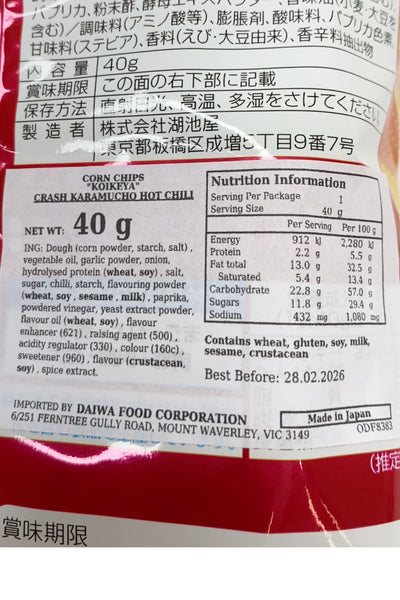 パプリカ、粉末酢、酵母エキスパウダー、香味油(小麦・大豆を
含む)／調味料(アミノ酸等)、膨脹剤、酸味料、パプリカ色素、
甘味料(ステビア)、香料(えび・大豆由来)、香辛料抽出物
内容量 40g
賞味期限 この面の右下部に記載
保存方法 直射日光、高温、多湿をさけてください。
製造者 株式会社湖池屋
東京都板橋区成増5丁目9番7号
CORN CHIPS
"KOIKEYA"
CRASH KARAMUCHO HOT CHILI
NET WT: 40 g
ING: Dough (corn powder, starch, salt) ,
vegetable oil, garlic powder, onion,
hydrolysed protein (wheat, soy) , salt,
sugar, chilli, starch, flavouring powder
(wheat, soy , sesame , milk) , paprika,
powdered vinegar, yeast extract powder,
flavour oil (wheat, soy) , flavour
enhancer (621) , raising agent (500) ,
acidity regulator (330) , colour (160c) ,
sweetener (960) , flavour (crustacean,
soy) , spice extract.
Nutrition Information
Serving Per Package 1
Serving Size 40 g
Per Serving Per 100 g
Energy 912 kJ 2,280 kJ
Protein 2.2 g 5.5 g
Fat total 13.0 g 32.5 g
Saturated 5.4 g 13.4 g
Carbohydrate 22.8 g 57.0 g
Sugars 11.8 g 29.4 g
Sodium 432 mg 1,080 mg
Contains wheat, gluten, soy, milk,
sesame, crustacean
Best Before: 28.02.2026
IMPORTED BY DAIWA FOOD CORPORATION
6/251 FERNTREE GULLY ROAD, MOUNT WAVERLEY, VIC 3149
Made in Japan
ODF8383
(推定
賞味期限